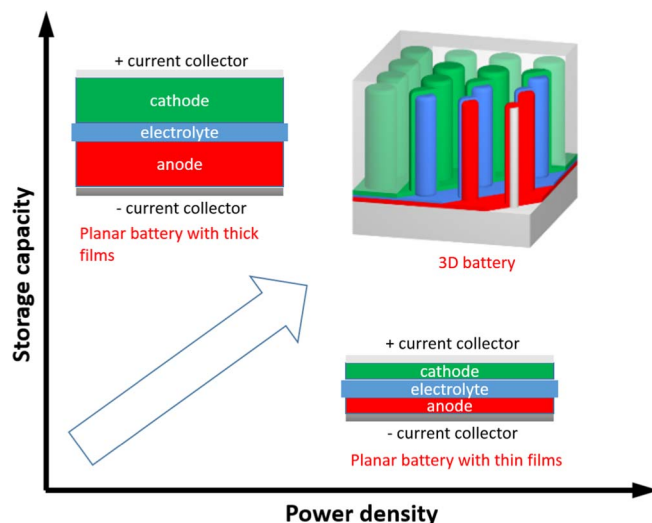 Storage capacity
+ current collector
cathode
electrolyte
anode
- current collector
Planar battery with thick
films
3D battery
+ current collector
cathode
electrolyte
anode
- current collector
Planar battery with thin films
Power density